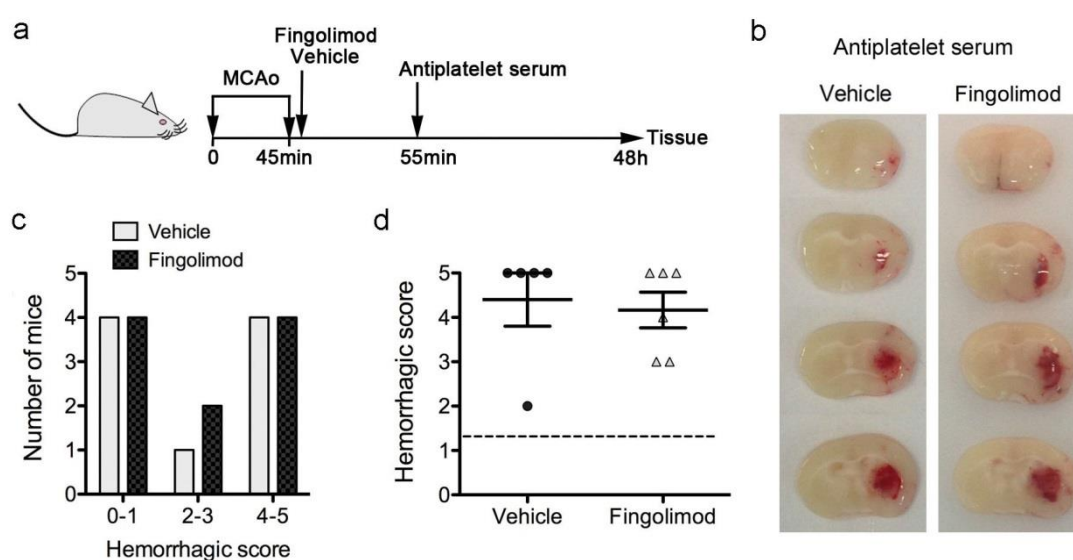 a
Fingolimod
Vehicle
MCAo
Antiplatelet serum
Tissue
0
45min
55min
48h
b
Antiplatelet serum
Vehicle
Fingolimod
c
Vehicle
Fingolimod
Number of mice
5
4
3
2
1
0
0-1
2-3
4-5
Hemorrhagic score
d
Hemorrhagic score
5
4
3
2
1
0
Vehicle
Fingolimod